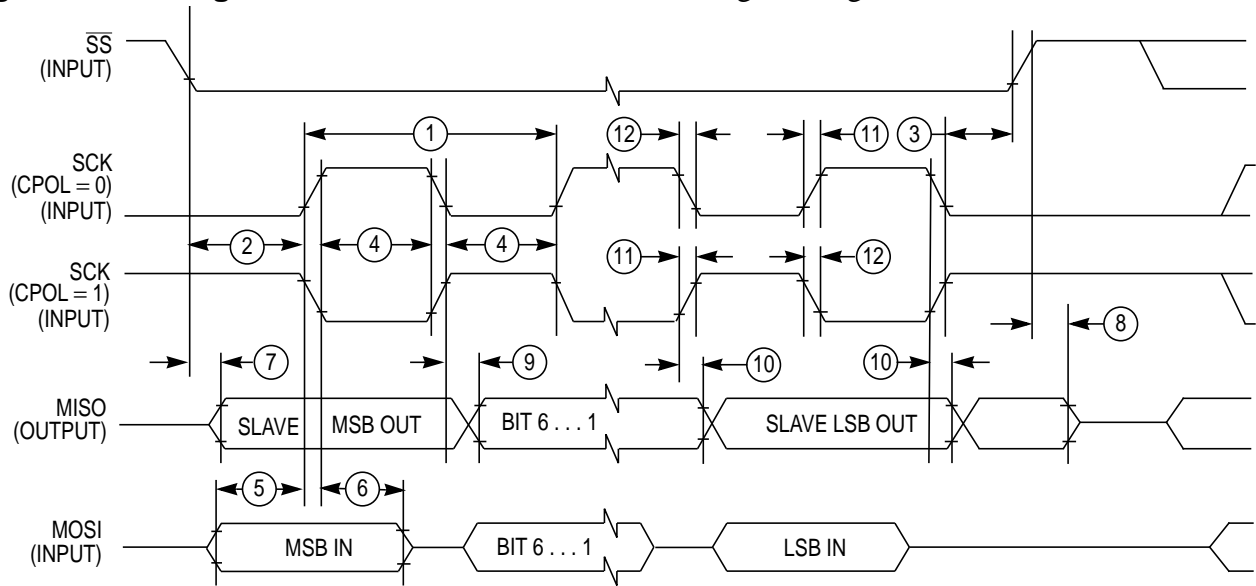 SS
(INPUT)
1
12
11
3
SCK
(CPOL = 0)
(INPUT)
2
4
4
SCK
(CPOL = 1)
(INPUT)
11
12
8
7
9
10
10
MISO
(OUTPUT)
SLAVE
MSB OUT
BIT 6 . . . 1
SLAVE LSB OUT
5
6
MOSI
(INPUT)
MSB IN
BIT 6 . . . 1
LSB IN